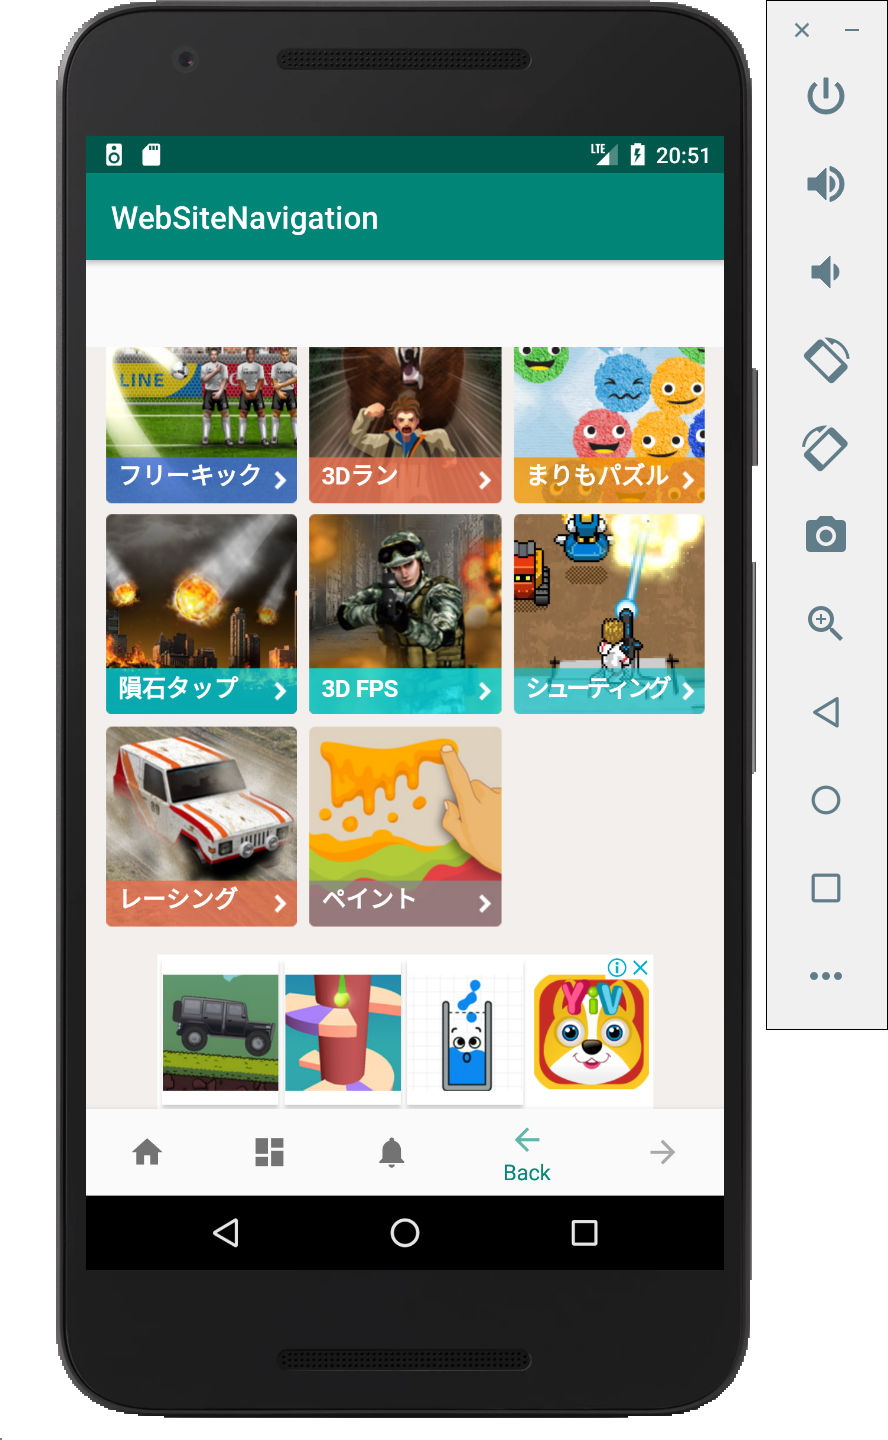 LTE 20:51
WebSiteNavigation
LINE
フリーキック
3Dラン
まりもパズル
隕石タップ
3D FPS
シューティング
レーシング
ペイント
YiV
Back